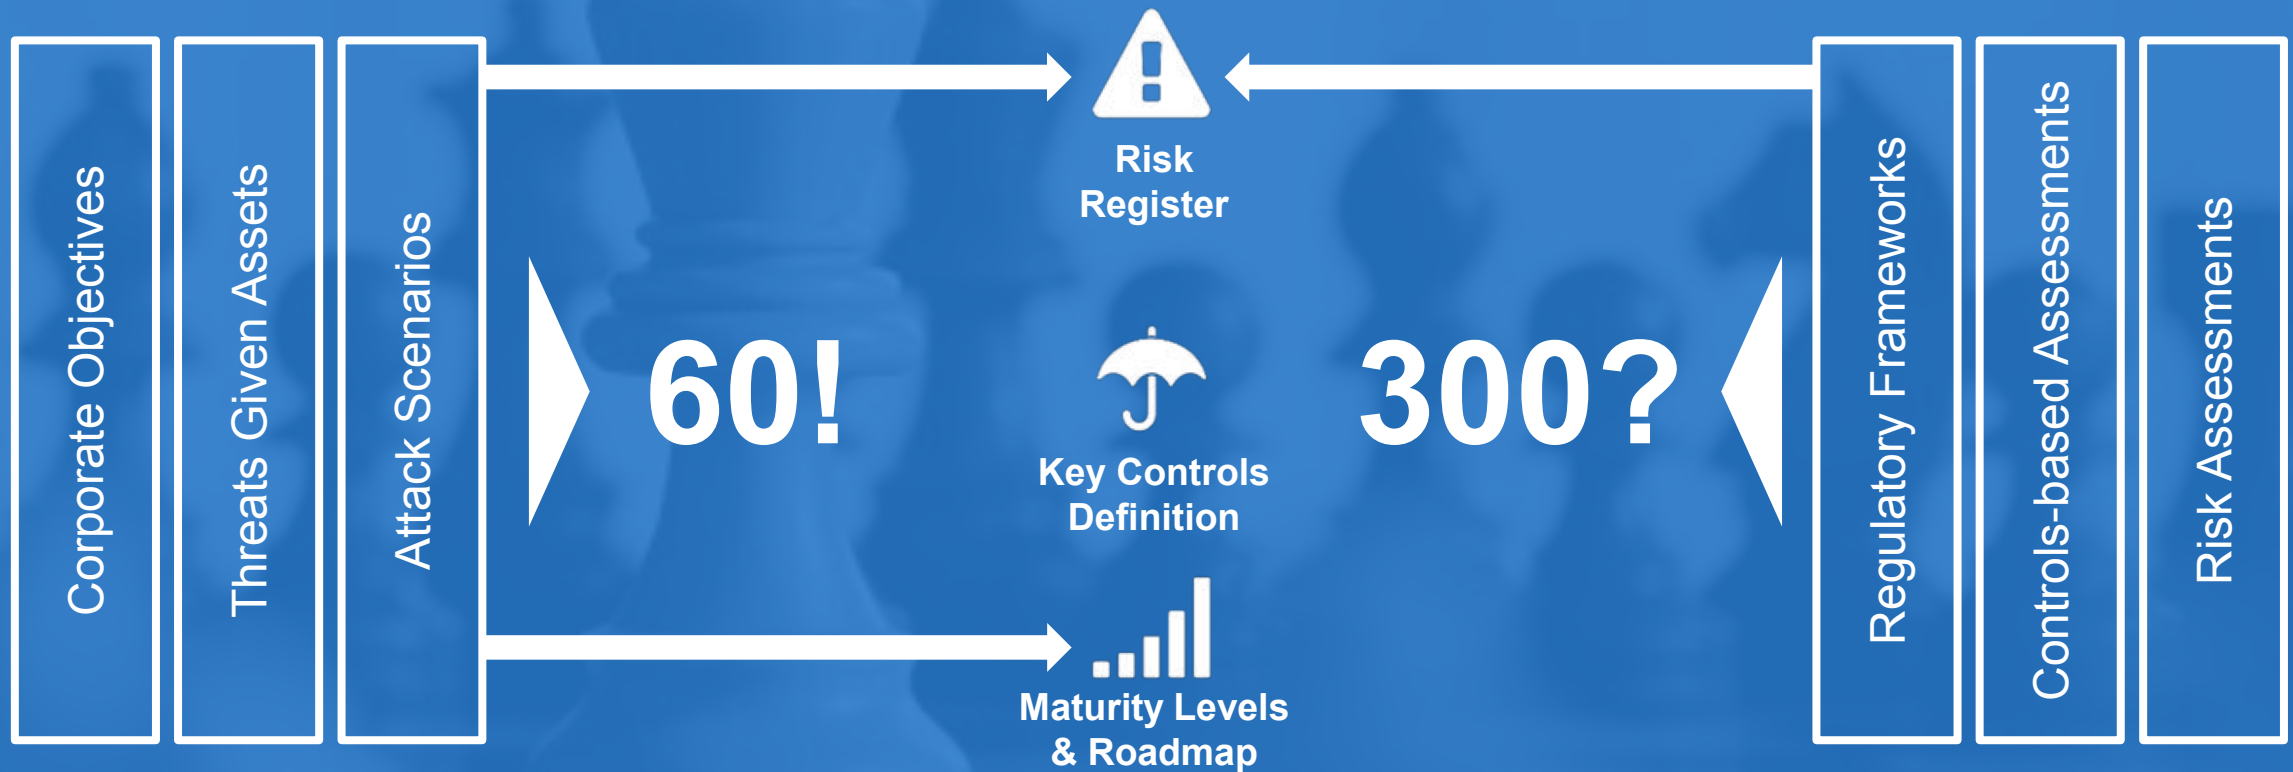 Corporate Objectives
Threats Given Assets
Attack Scenarios
60!
Risk
Register
Key Controls
Definition
Maturity Levels
& Roadmap
300?
Regulatory Frameworks
Controls-based Assessments
Risk Assessments